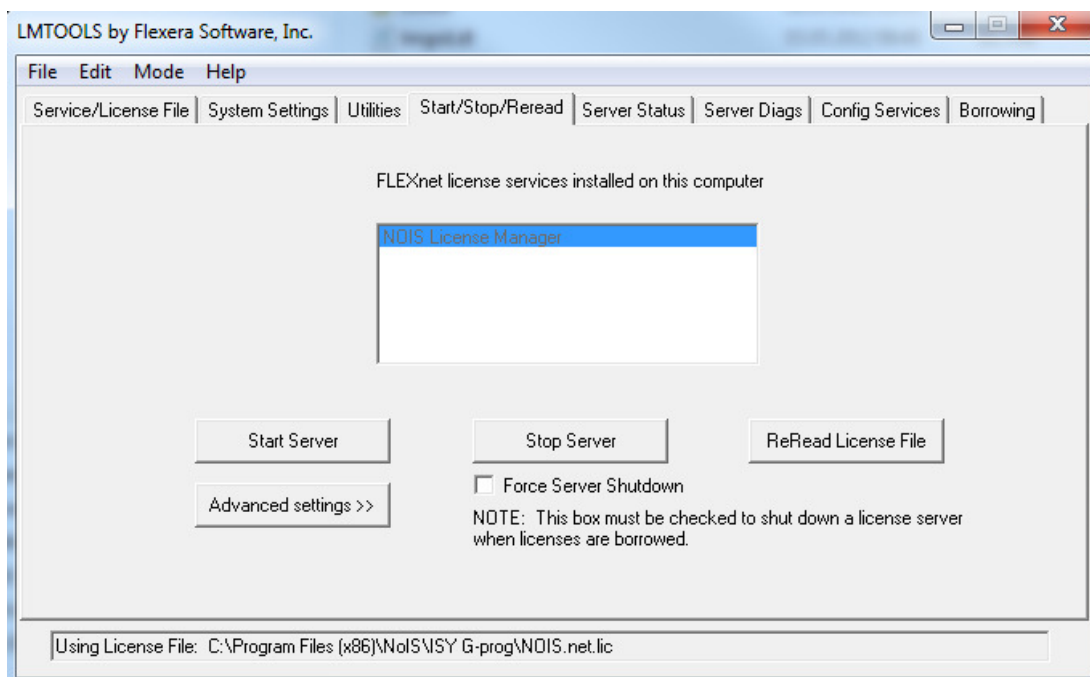 LMTOOLS by Flexera Software, Inc.
File Edit Mode Help
Service/License File System Settings Utilities Start/Stop/Reread Server Status Server Diags Config Services Borrowing
FLEXnet license services installed on this computer
NOIS License Manager
Start Server Stop Server ReRead License File
Force Server Shutdown
Advanced settings >>
NOTE: This box must be checked to shut down a license server
when licenses are borrowed.
Using License File: C:\Program Files (x86)\NoIS\ISY G-prog\NOIS.net.lic